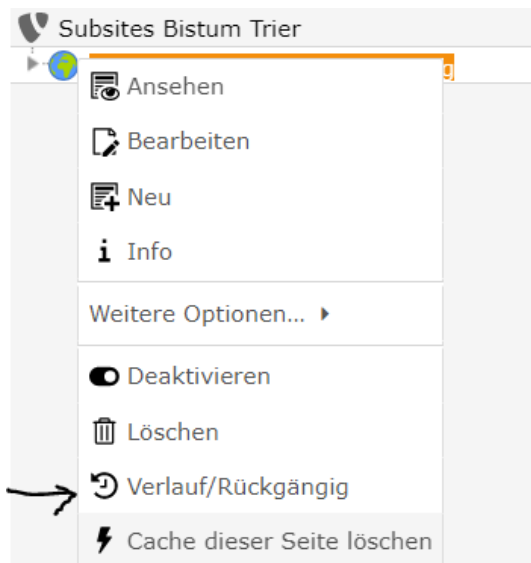 Subsites Bistum Trier
g
Ansehen
Bearbeiten
Neu
Info
Weitere Optionen...
Deaktivieren
Löschen
Verlauf/Rückgängig
Cache dieser Seite löschen